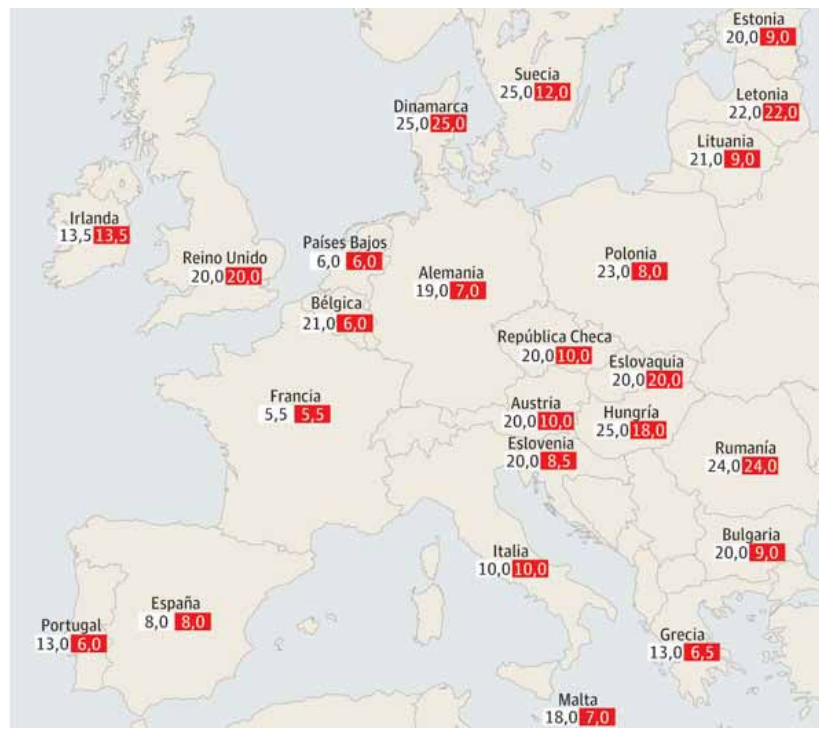 Estonia
20,0 9,0
Suecia
25,0 12,0
Letonia
22,0 22,0
Dinamarca
25,0 25,0
Lituania
21,0 9,0
Irlanda
13,5 13,5
Reino Unido
20,0 20,0
Países Bajos
6,0 6,0
Alemania
19,0 7,0
Polonia
23,0 8,0
Bélgica
21,0 6,0
República Checa
20,0 10,0
Eslovaquia
20,0 20,0
Francia
5,5 5,5
Austria
20,0 10,0
Hungría
25,0 18,0
Eslovenia
20,0 8,5
Rumanía
24,0 24,0
Bulgaria
20,0 9,0
Italia
10,0 10,0
España
8,0 8,0
Portugal
13,0 6,0
Grecia
13,0 6,5
Malta
18,0 7,0